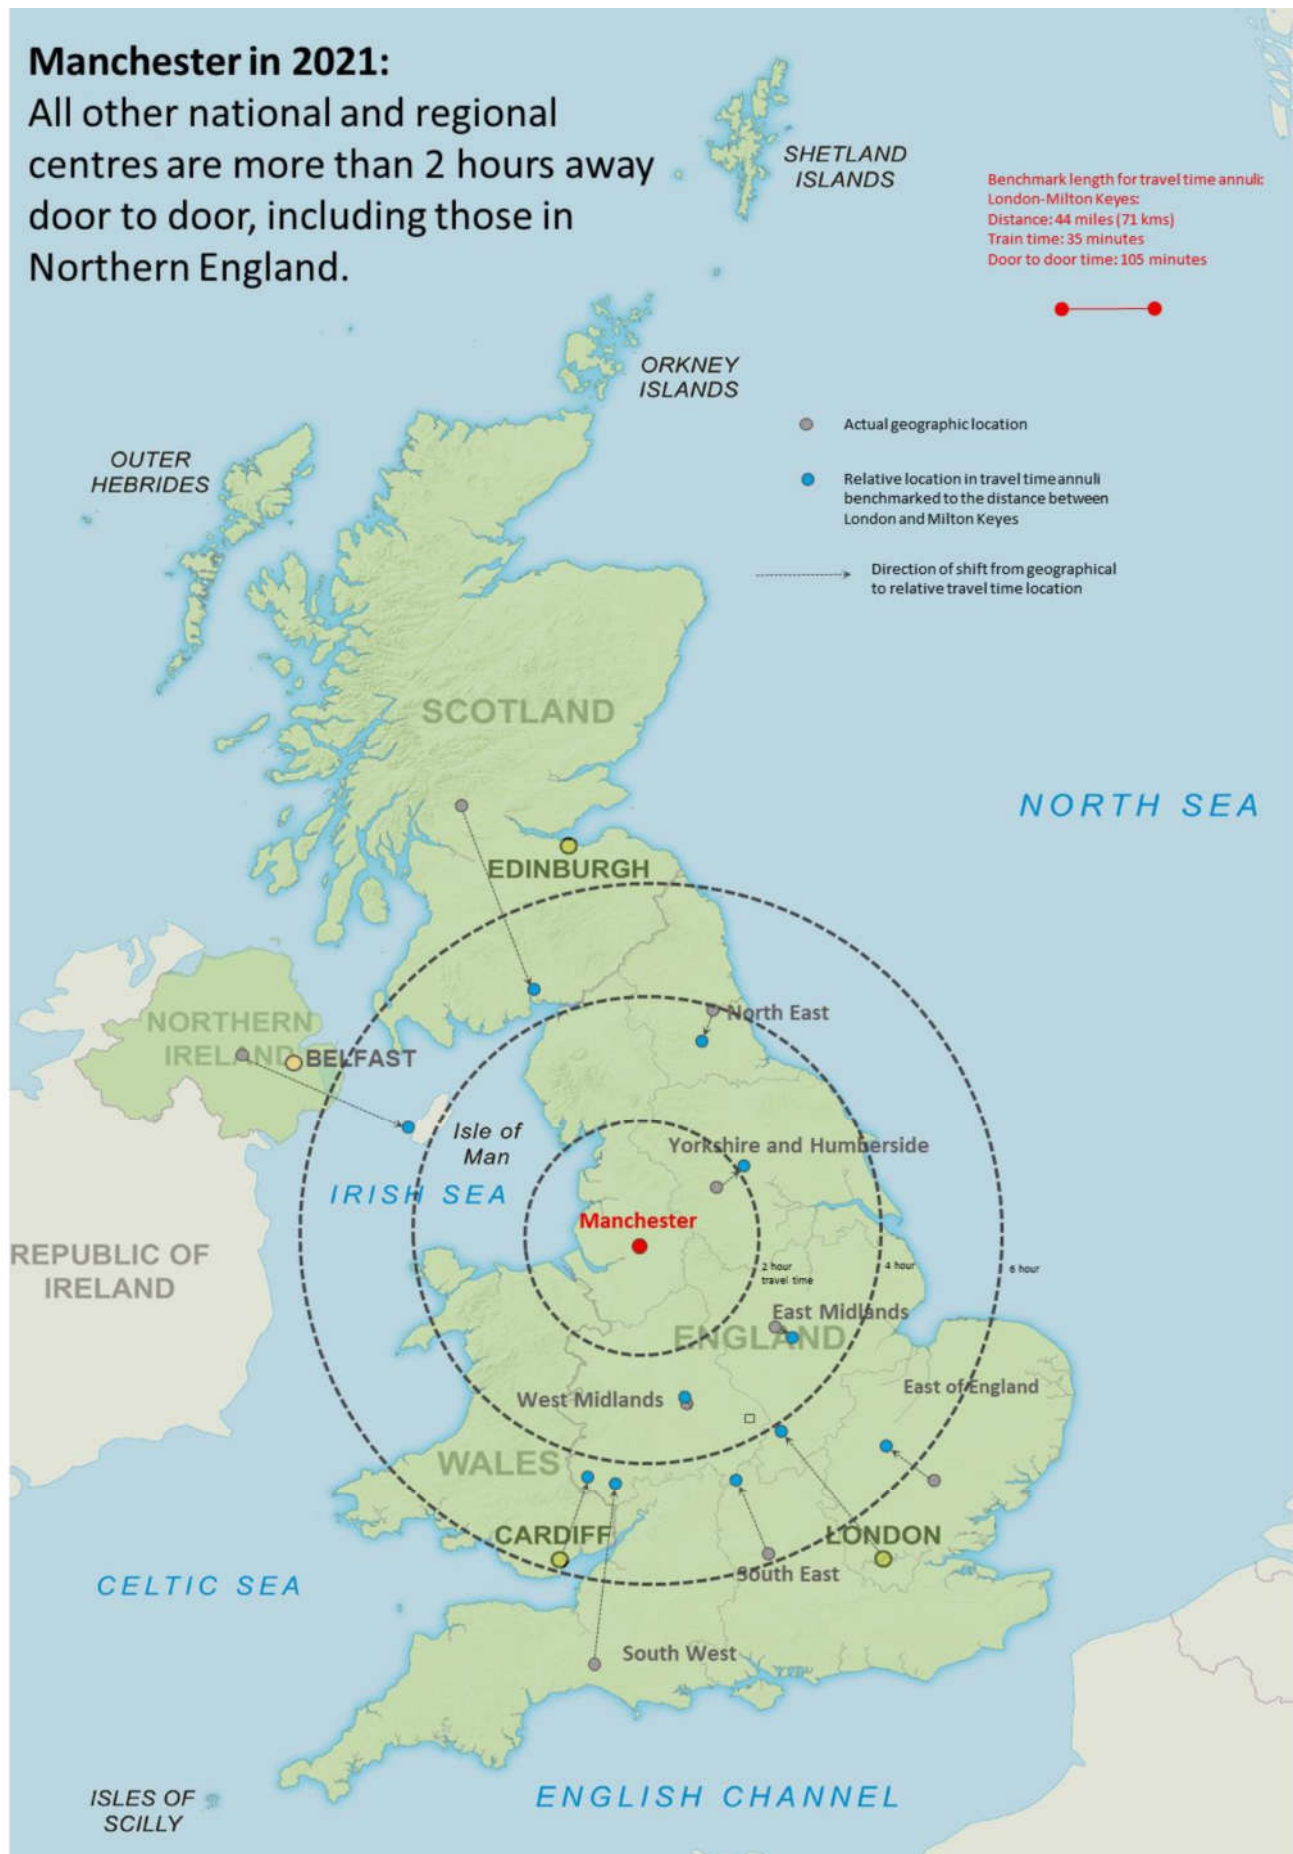 Manchester in 2021:
All other national and regional
centres are more than 2 hours away
door to door, including those in
Northern England.
SHETLAND
ISLANDS
Benchmark length for travel time annuli:
London-Milton Keyes:
Distance: 44 miles (71 kms)
Train time: 35 minutes
Door to door time: 105 minutes
ORKNEY
ISLANDS
Actual geographic location
OUTER
HEBRIDES
Relative location in travel time annuli
benchmarked to the distance between
London and Milton Keyes
Direction of shift from geographical
to relative travel time location
SCOTLAND
NORTH SEA
EDINBURGH
NORTHERN
IRELAND
North East
BELFAST
Isle of
Man
Yorkshire and Humberside
IRISH SEA
Manchester
REPUBLIC OF
IRELAND
2 hour
travel time
4 hour
6 hour
East Midlands
ENGLAND
East of England
West Midlands
WALES
CARDIFF
LONDON
South East
CELTIC SEA
South West
ISLES OF
SCILLY
ENGLISH CHANNEL